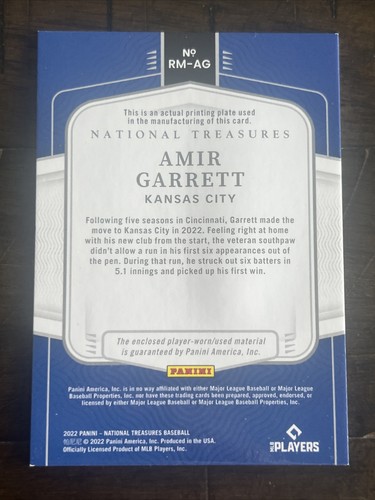 Nº
RM-AG
This is an actual printing plate used
in the manufacturing of this card.
NATIONAL TREASURES
AMIR
GARRETT
KANSAS CITY
Following five seasons in Cincinnati, Garrett made the
move to Kansas City in 2022. Feeling right at home
with his new club from the start, the veteran southpaw
didn't allow a run in his first six appearances out of
the pen. During that run, he struck out six batters in
5.1 innings and picked up his first win.
The enclosed player-worn/used material
is guaranteed by Panini America, Inc.
PANINI
Panini America, Inc. is in no way affiliated with either Major League Baseball or Major League
Baseball Properties, Inc. nor have these trading cards been prepared, approved, endorsed, or
licensed by either Major League Baseball or Major League Baseball Properties, Inc.
2022 PANINI - NATIONAL TREASURES BASEBALL
© 2022 Panini America, Inc. Produced in the USA.
Officially Licensed Product of MLB Players, Inc.
MLB PLAYERS